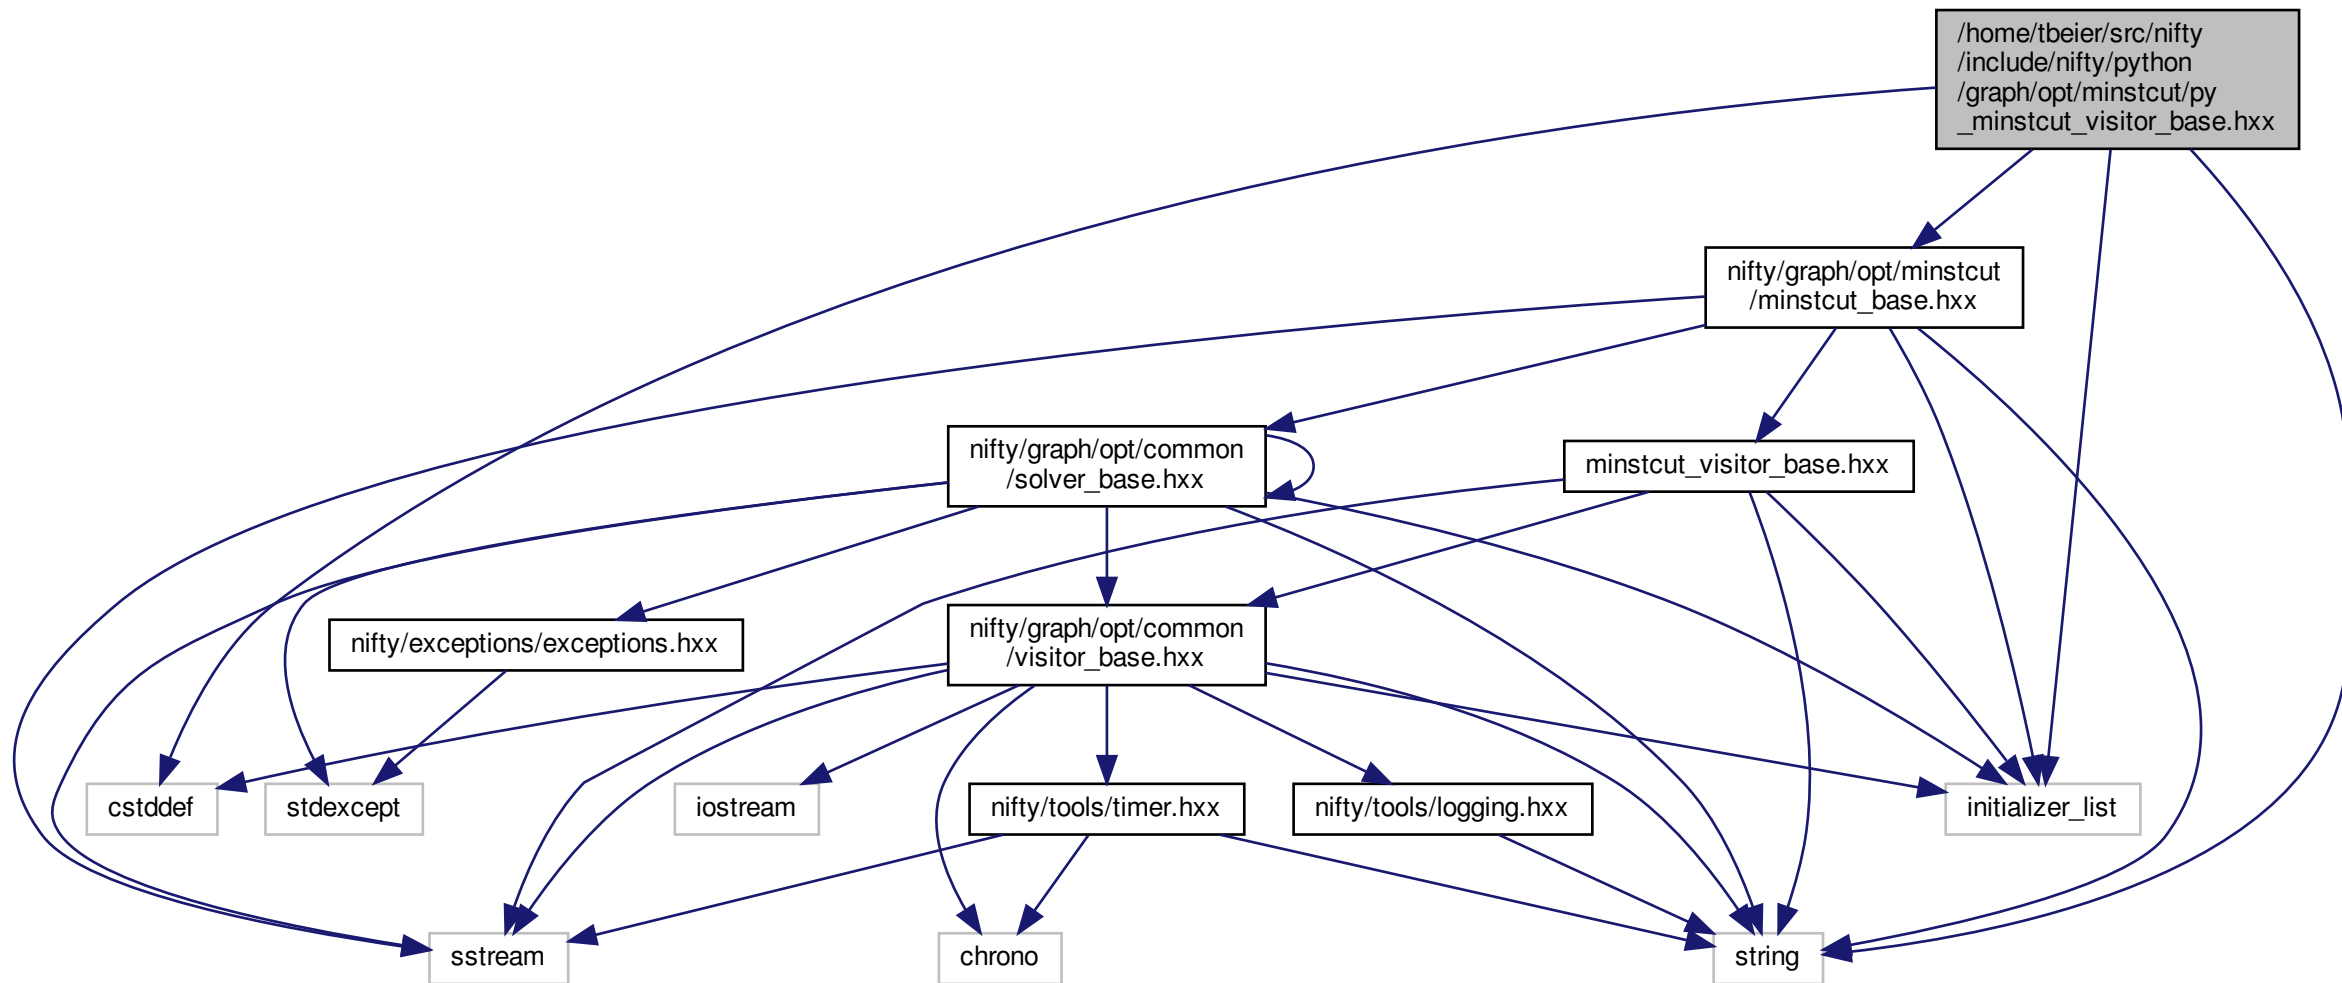 /home/tbeier/src/nifty
/include/nifty/python
/graph/opt/minstcut/py
_minstcut_visitor_base.hxx
nifty/graph/opt/minstcut
/minstcut_base.hxx
nifty/graph/opt/common
/solver_base.hxx
minstcut_visitor_base.hxx
nifty/exceptions/exceptions.hxx
nifty/graph/opt/common
/visitor_base.hxx
cstddef
stdexcept
iostream
nifty/tools/timer.hxx
nifty/tools/logging.hxx
initializer_list
sstream
chrono
string